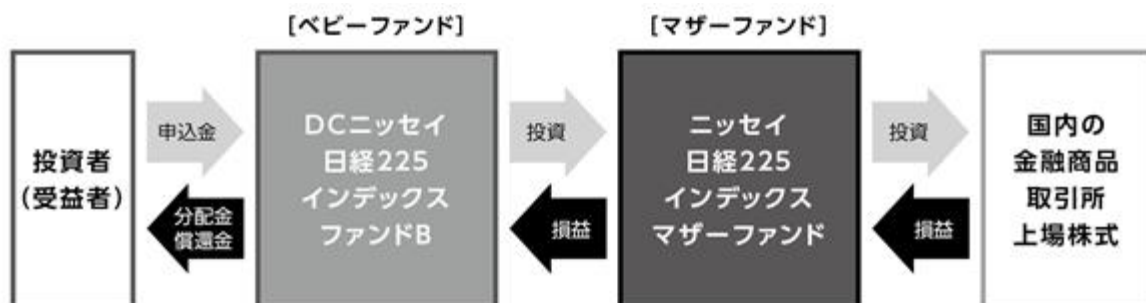 [ベビーファンド]
[マザーファンド]
投資者
(受益者)
申込金
分配金
償還金
DCニッセイ
日経225
インデックス
ファンドB
投資
損益
ニッセイ
日経225
インデックス
マザーファンド
投資
損益
国内の
金融商品
取引所
上場株式